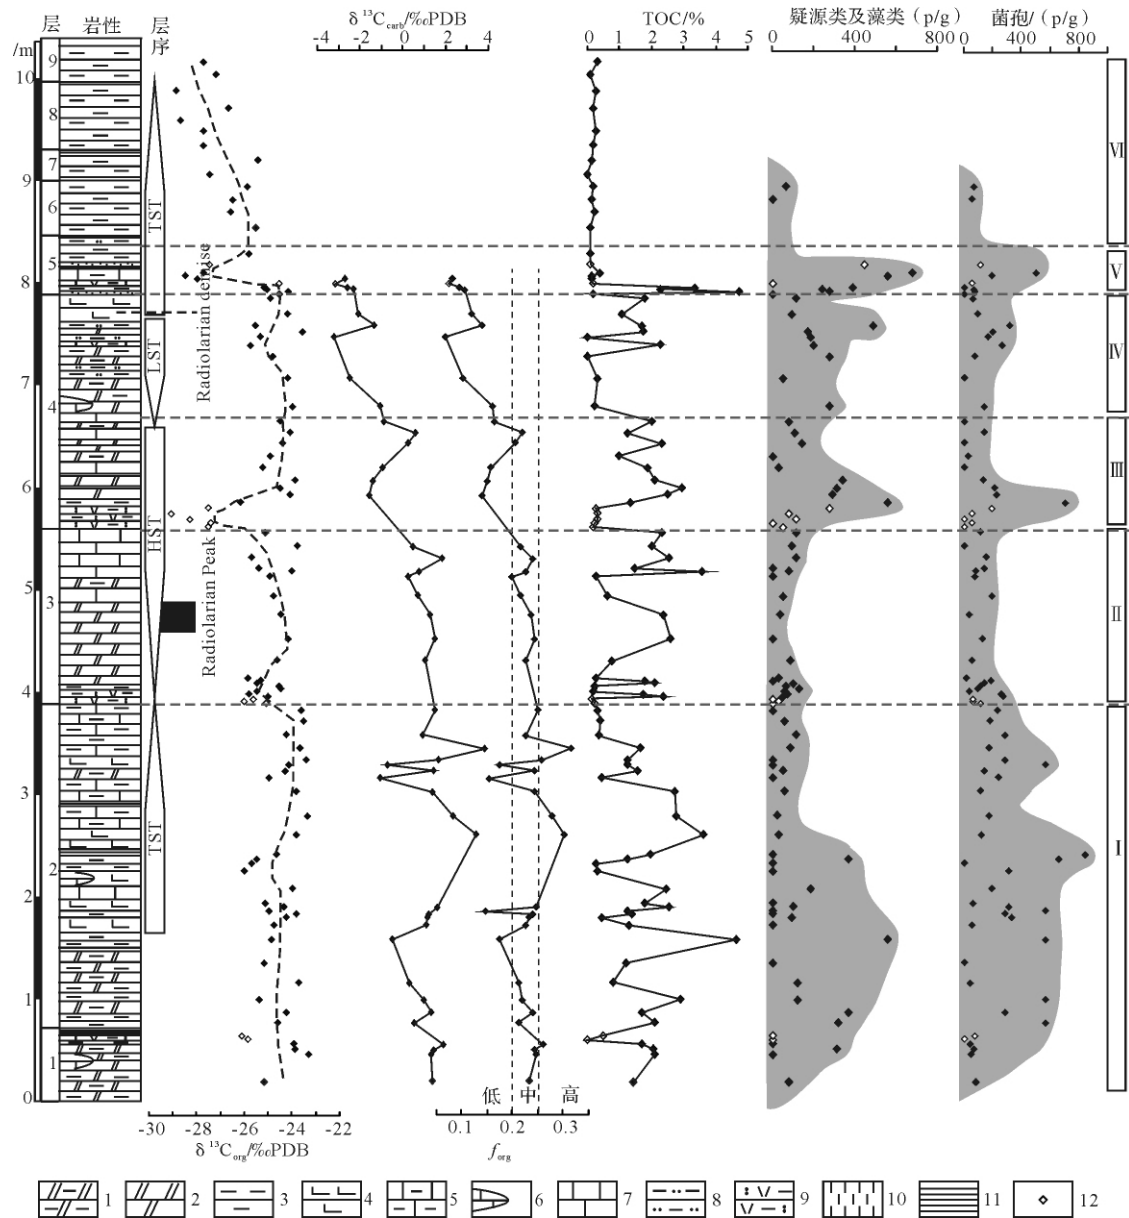 层 岩性 层序 δ ¹³Ccarb/‰PDB TOC/% 疑源类及藻类 (p/g) 菌孢/ (p/g)
/m -4 -2 0 2 4 0 1 2 3 4 5 0 400 800 0 400 800
10
9
8
7
6
5
4
3
2
1
0
9
8
7
6
5
4
3
2
1
TST
LST
HST
TST
Radiolarian demise
Radiolarian Peak
Ⅵ
Ⅴ
Ⅳ
Ⅲ
Ⅱ
Ⅰ
低 中 高
-30 -28 -26 -24 -22 0.1 0.2 0.3
δ ¹³Corg/‰PDB forg
1 2 3 4 5 6 7 8 9 10 11 12